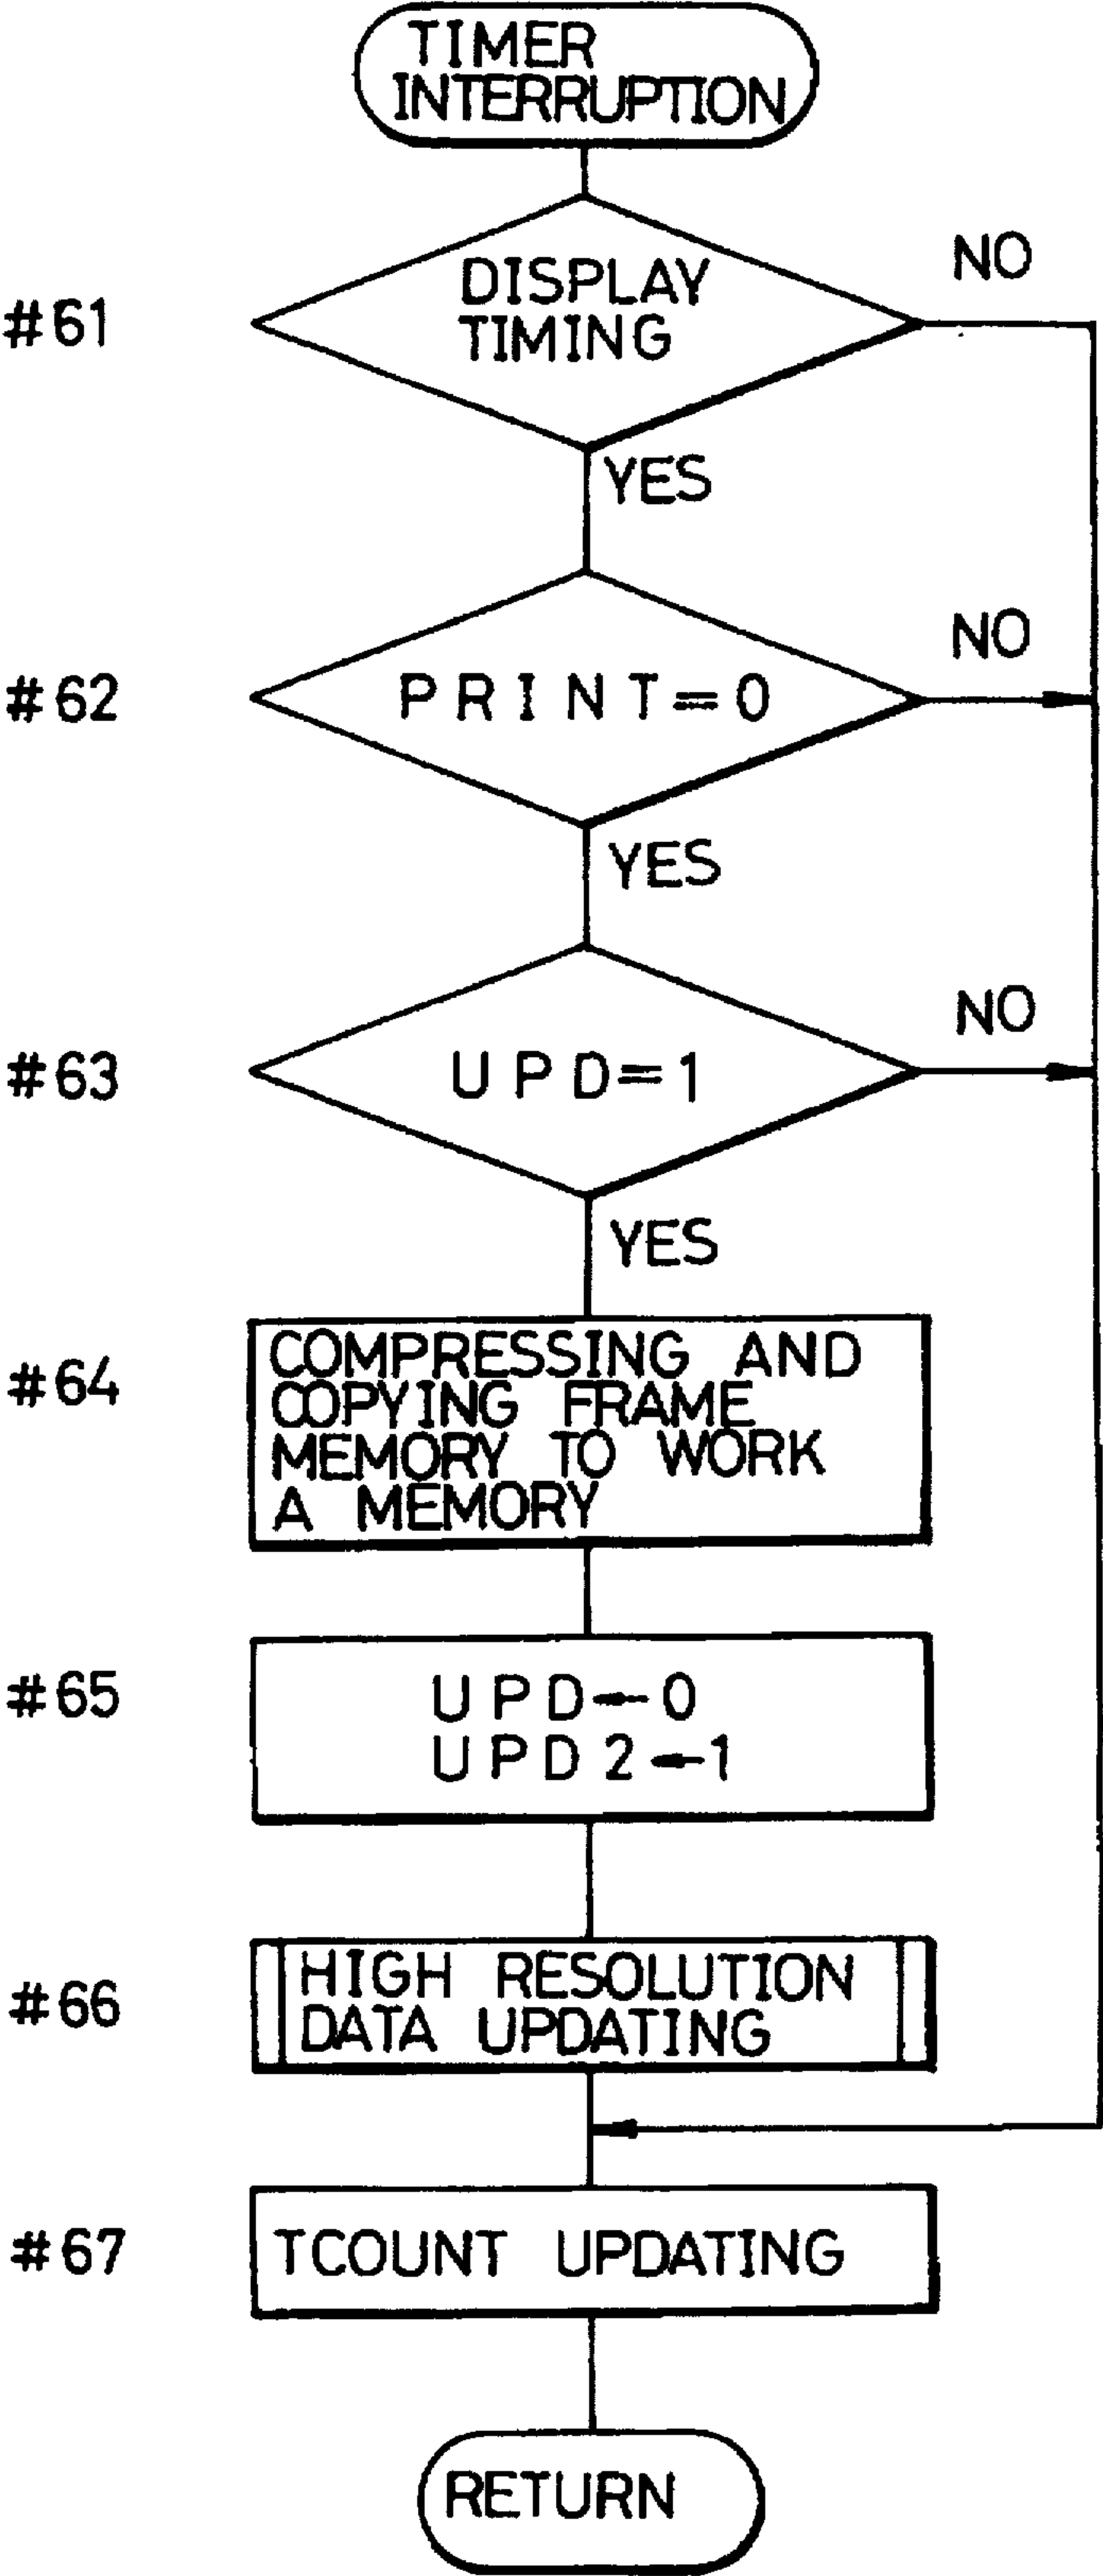 TIMER
INTERRUPTION
#61
DISPLAY
TIMING
NO
YES
#62
PRINT=0
NO
YES
#63
UPD=1
NO
YES
#64
COMPRESSING AND
COPYING FRAME
MEMORY TO WORK
A MEMORY
#65
UPD←0
UPD2←1
#66
HIGH RESOLUTION
DATA UPDATING
#67
TCOUNT UPDATING
RETURN